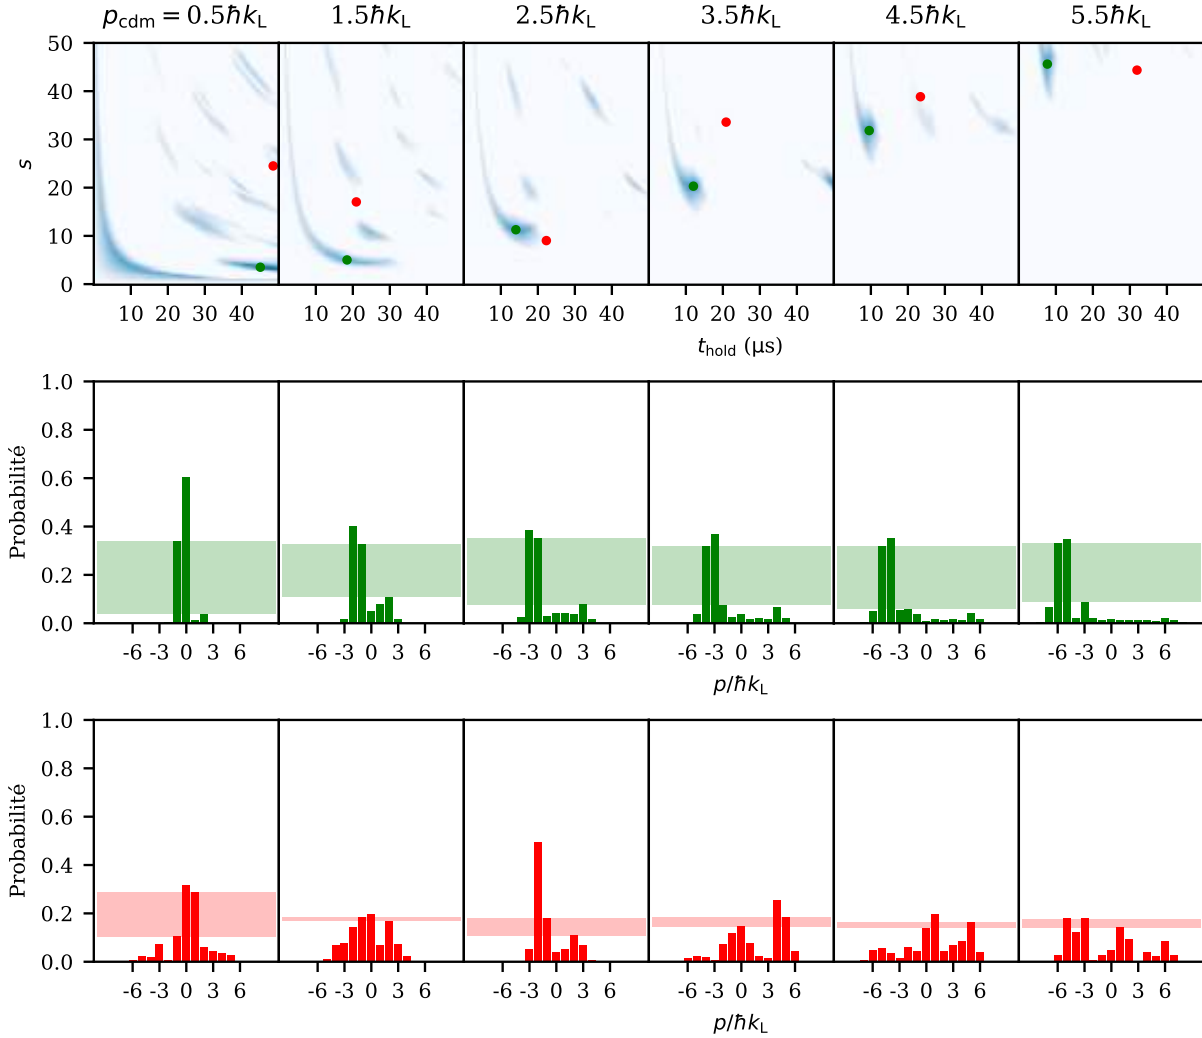 p_cdm = 0.5ℏk_L 1.5ℏk_L 2.5ℏk_L 3.5ℏk_L 4.5ℏk_L 5.5ℏk_L
50
40
30
20
10
0
s
10 20 30 40 10 20 30 40 10 20 30 40 10 20 30 40 10 20 30 40 10 20 30 40
t_hold (µs)
1.0
0.8
0.6
0.4
0.2
0.0
Probabilité
-6 -3 0 3 6 -6 -3 0 3 6 -6 -3 0 3 6 -6 -3 0 3 6 -6 -3 0 3 6 -6 -3 0 3 6
p/ℏk_L
1.0
0.8
0.6
0.4
0.2
0.0
Probabilité
-6 -3 0 3 6 -6 -3 0 3 6 -6 -3 0 3 6 -6 -3 0 3 6 -6 -3 0 3 6 -6 -3 0 3 6
p/ℏk_L